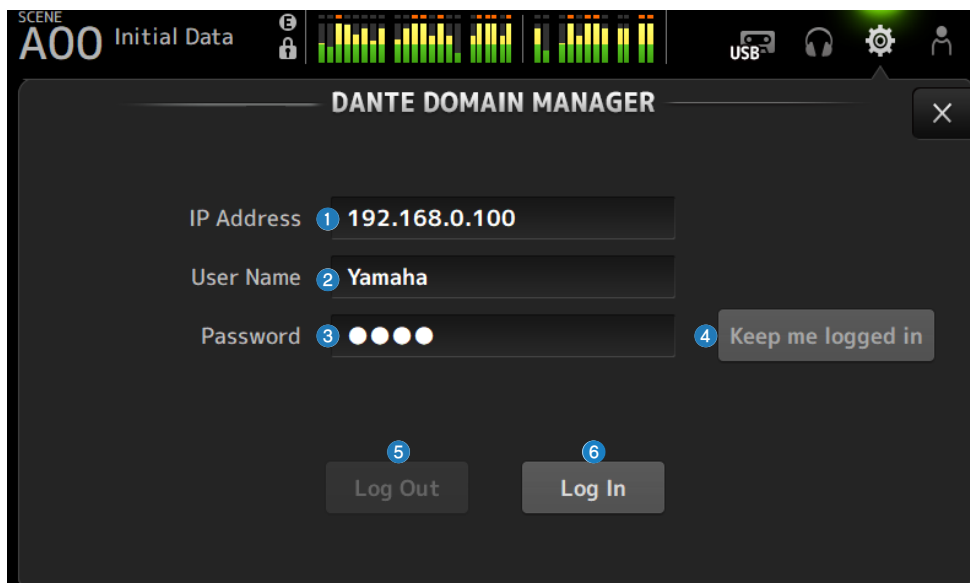 SCENE
A00 Initial Data
E
USB
DANTE DOMAIN MANAGER
IP Address 1 192.168.0.100
User Name 2 Yamaha
Password 3 ●●●●
4 Keep me logged in
5 6
Log Out Log In